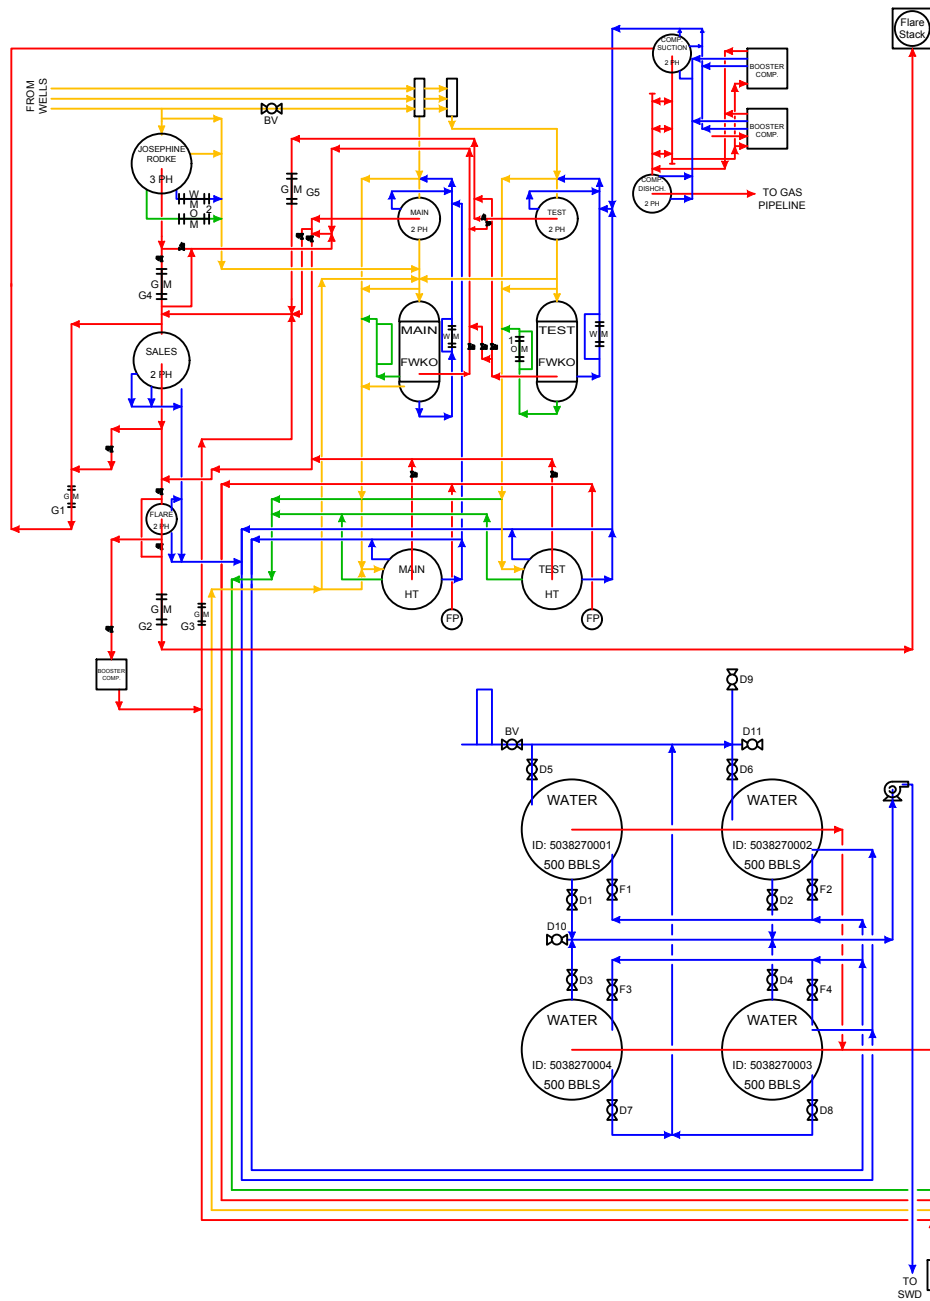 Flare
Stack
COMP.
SUCTION
2 PH
BOOSTER
COMP.
FROM
WELLS
BV
BOOSTER
COMP.
JOSEPHINE
RODKE
3 PH
G M
G5
COMP.
DISHCH.
2 PH
TO GAS
PIPELINE
W
M
2
O
M
MAIN
2 PH
TEST
2 PH
G M
G4
MAIN
FWKO
W M
TEST
FWKO
1
O M
W M
SALES
2 PH
G M
G1
FLARE
2 PH
MAIN
HT
TEST
HT
G M
G2
G M
G3
FP
FP
BOOSTER
COMP.
D9
BV
D11
D5
D6
WATER
ID: 5038270001
500 BBLS
WATER
ID: 5038270002
500 BBLS
F1
F2
D1
D2
D10
D3
F3
D4
F4
WATER
ID: 5038270004
500 BBLS
WATER
ID: 5038270003
500 BBLS
D7
D8
TO
SWD